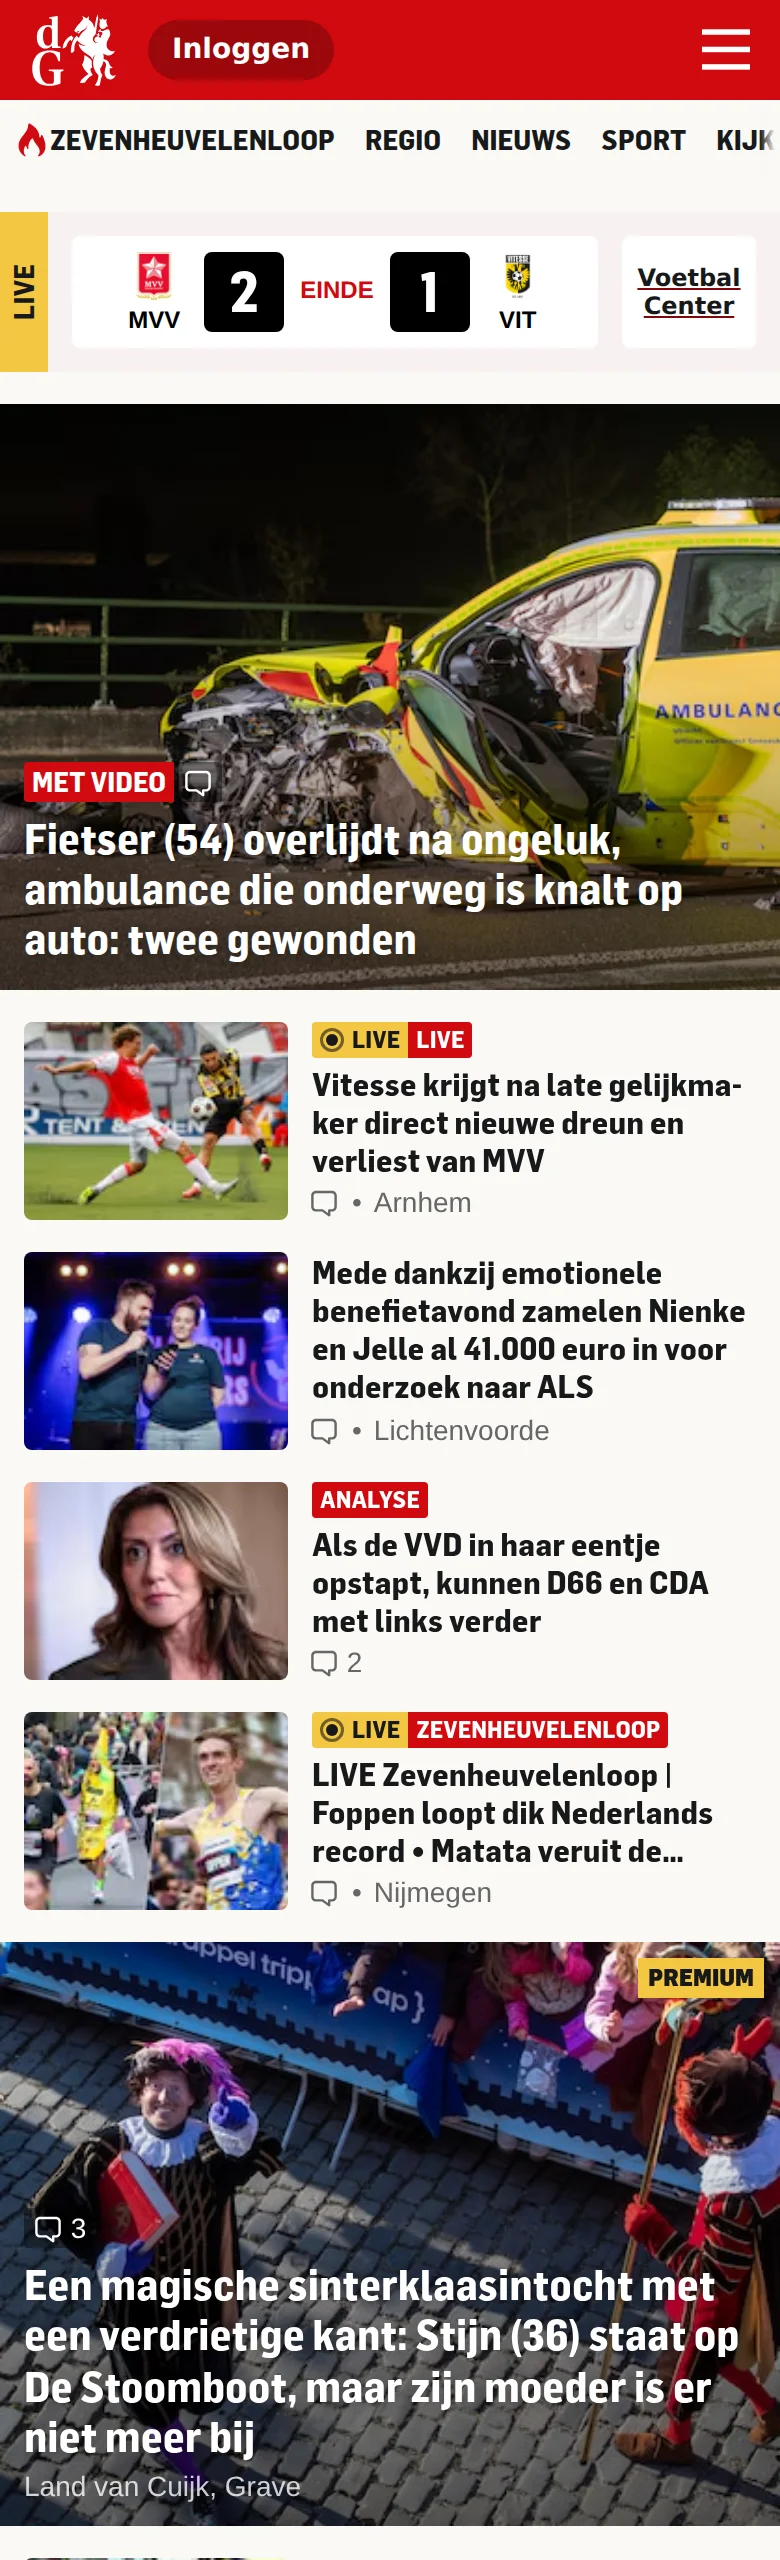 dG
Inloggen
ZEVENHEUVELENLOOP REGIO NIEUWS SPORT KIJK
LIVE
MVV
2
EINDE
1
VIT
Voetbal
Center
AMBULANC
MET VIDEO
Fietser (54) overlijdt na ongeluk,
ambulance die onderweg is knalt op
auto: twee gewonden
TENT &
LIVE LIVE
Vitesse krijgt na late gelijkma-
ker direct nieuwe dreun en
verliest van MVV
• Arnhem
Mede dankzij emotionele
benefietavond zamelen Nienke
en Jelle al 41.000 euro in voor
onderzoek naar ALS
• Lichtenvoorde
ANALYSE
Als de VVD in haar eentje
opstapt, kunnen D66 en CDA
met links verder
2
LIVE ZEVENHEUVELENLOOP
LIVE Zevenheuvelenloop |
Foppen loopt dik Nederlands
record • Matata veruit de...
• Nijmegen
PREMIUM
ap }
3
Een magische sinterklaasintocht met
een verdrietige kant: Stijn (36) staat op
De Stoomboot, maar zijn moeder is er
niet meer bij
Land van Cuijk, Grave